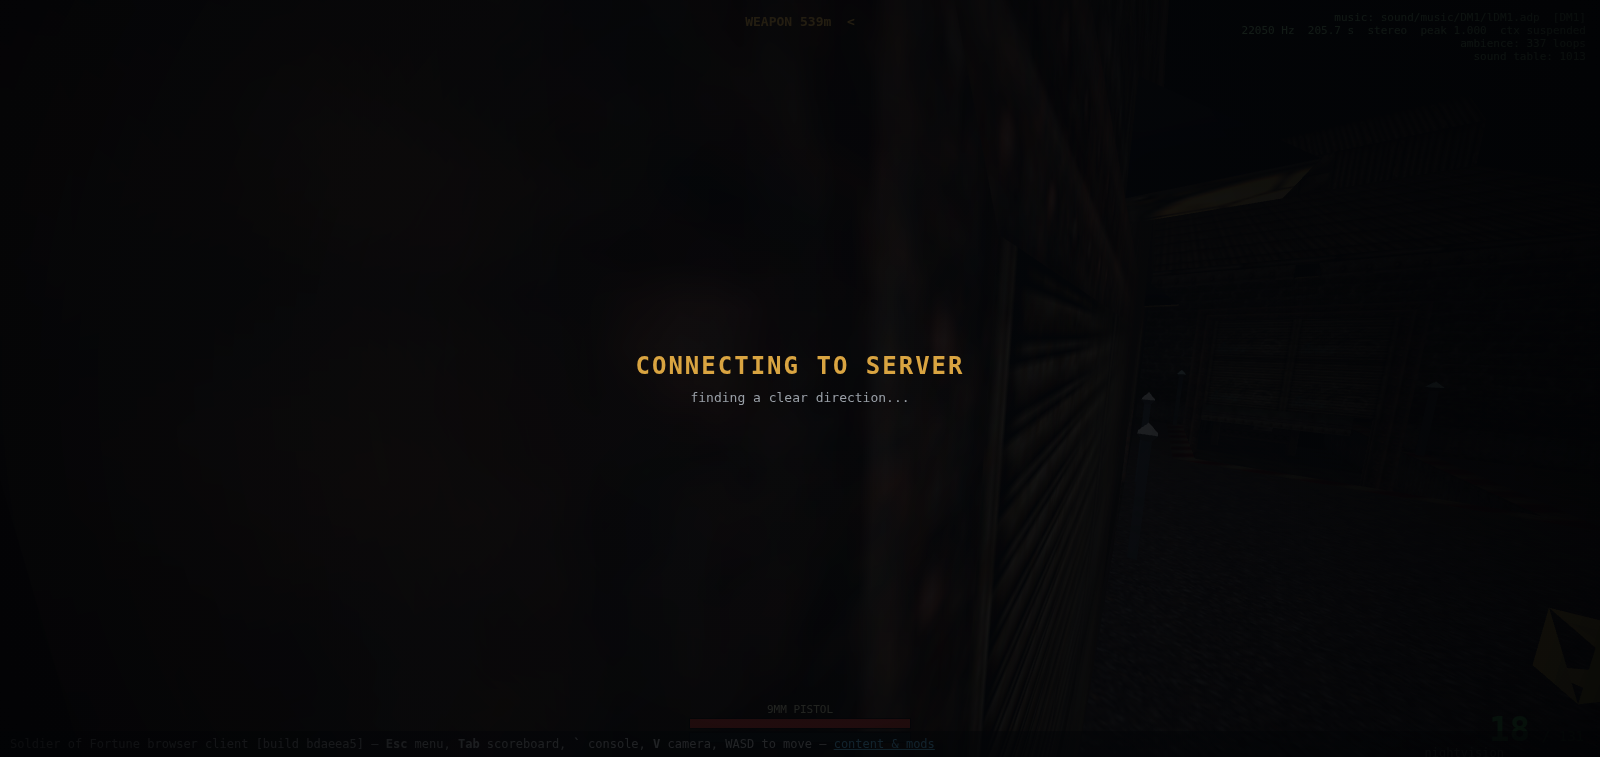 WEAPON 539m <
music: sound/music/DM1/1DM1.adp (DM1)
22050 Hz 205.7 s stereo peak 1.000 ctx suspended
ambience: 337 loops
sound table: 1013
CONNECTING TO SERVER
finding a clear direction...
9MM PISTOL
18
Soldier of Fortune browser client [build bdaeea5] — Esc menu, Tab scoreboard, ` console, V camera, WASD to move — content & mods